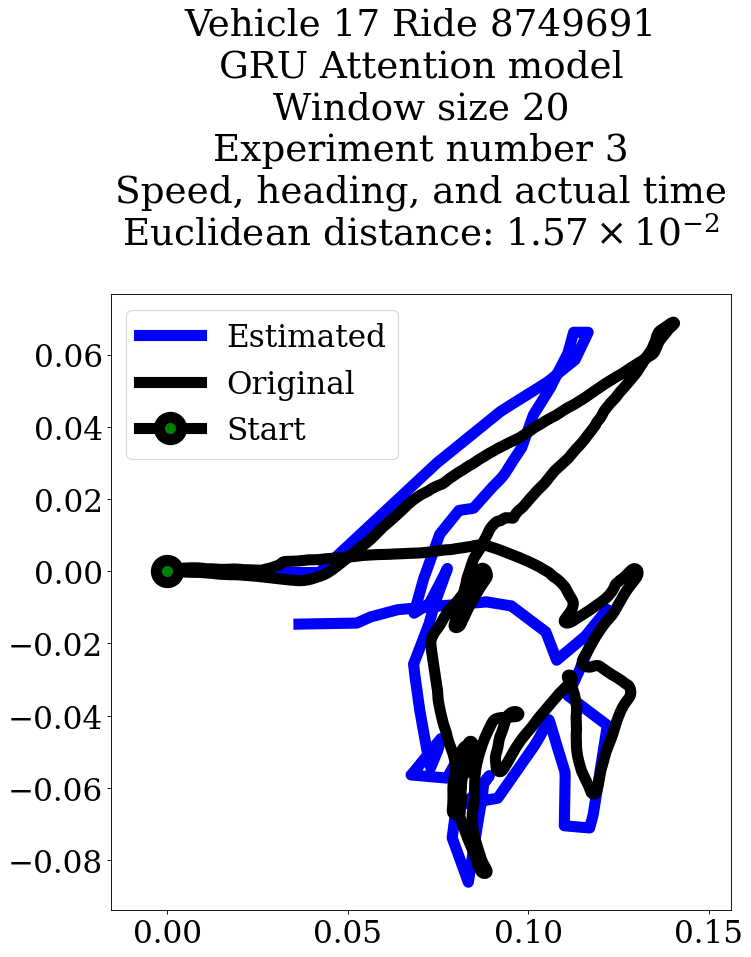 Vehicle 17 Ride 8749691
GRU Attention model
Window size 20
Experiment number 3
Speed, heading, and actual time
Euclidean distance: 1.57 × 10⁻²
Estimated
Original
Start
0.06
0.04
0.02
0.00
−0.02
−0.04
−0.06
−0.08
0.00 0.05 0.10 0.15